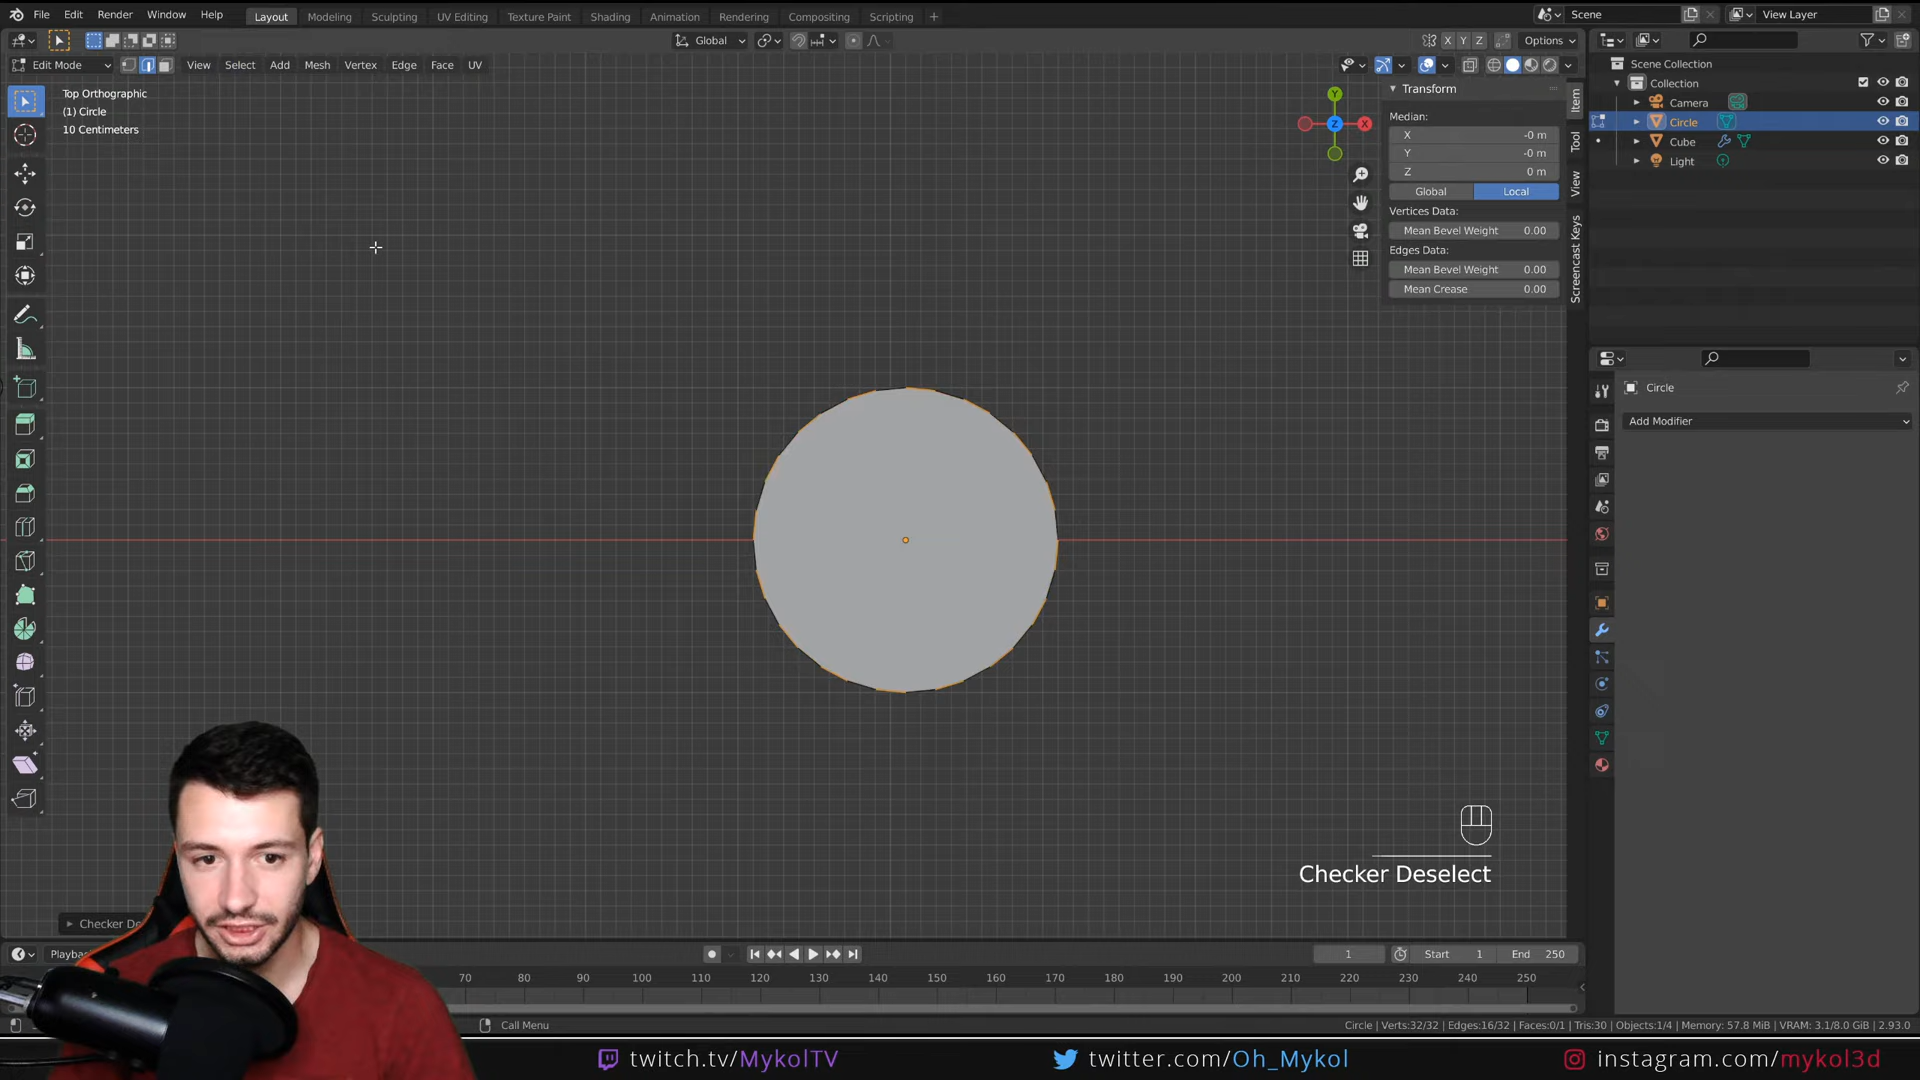 File Edit Render Window Help Layout Modeling Sculpting UV Editing Texture Paint Shading Animation Rendering Compositing Scripting + Scene View Layer
Global X Y Z Options
Edit Mode View Select Add Mesh Vertex Edge Face UV
Top Orthographic
(1) Circle
10 Centimeters
Y
X
Z
Transform
Median:
X -0 m
Y -0 m
Z 0 m
Global Local
Vertices Data:
Mean Bevel Weight 0.00
Edges Data:
Mean Bevel Weight 0.00
Mean Crease 0.00
Item
Tool
View
Screencast Keys
Scene Collection
Collection
Camera
Circle
Cube
Light
Circle
Add Modifier
Checker Deselect
Checker De
Playba
1 Start 1 End 250
70 80 90 100 110 120 130 140 150 160 170 180 190 200 210 220 230 240 250
Call Menu
Circle | Verts:32/32 | Edges:16/32 | Faces:0/1 | Tris:30 | Objects:1/4 | Memory: 57.8 MiB | VRAM: 3.1/8.0 GiB | 2.93.0
twitch.tv/MykolTV twitter.com/Oh_Mykol instagram.com/mykol3d